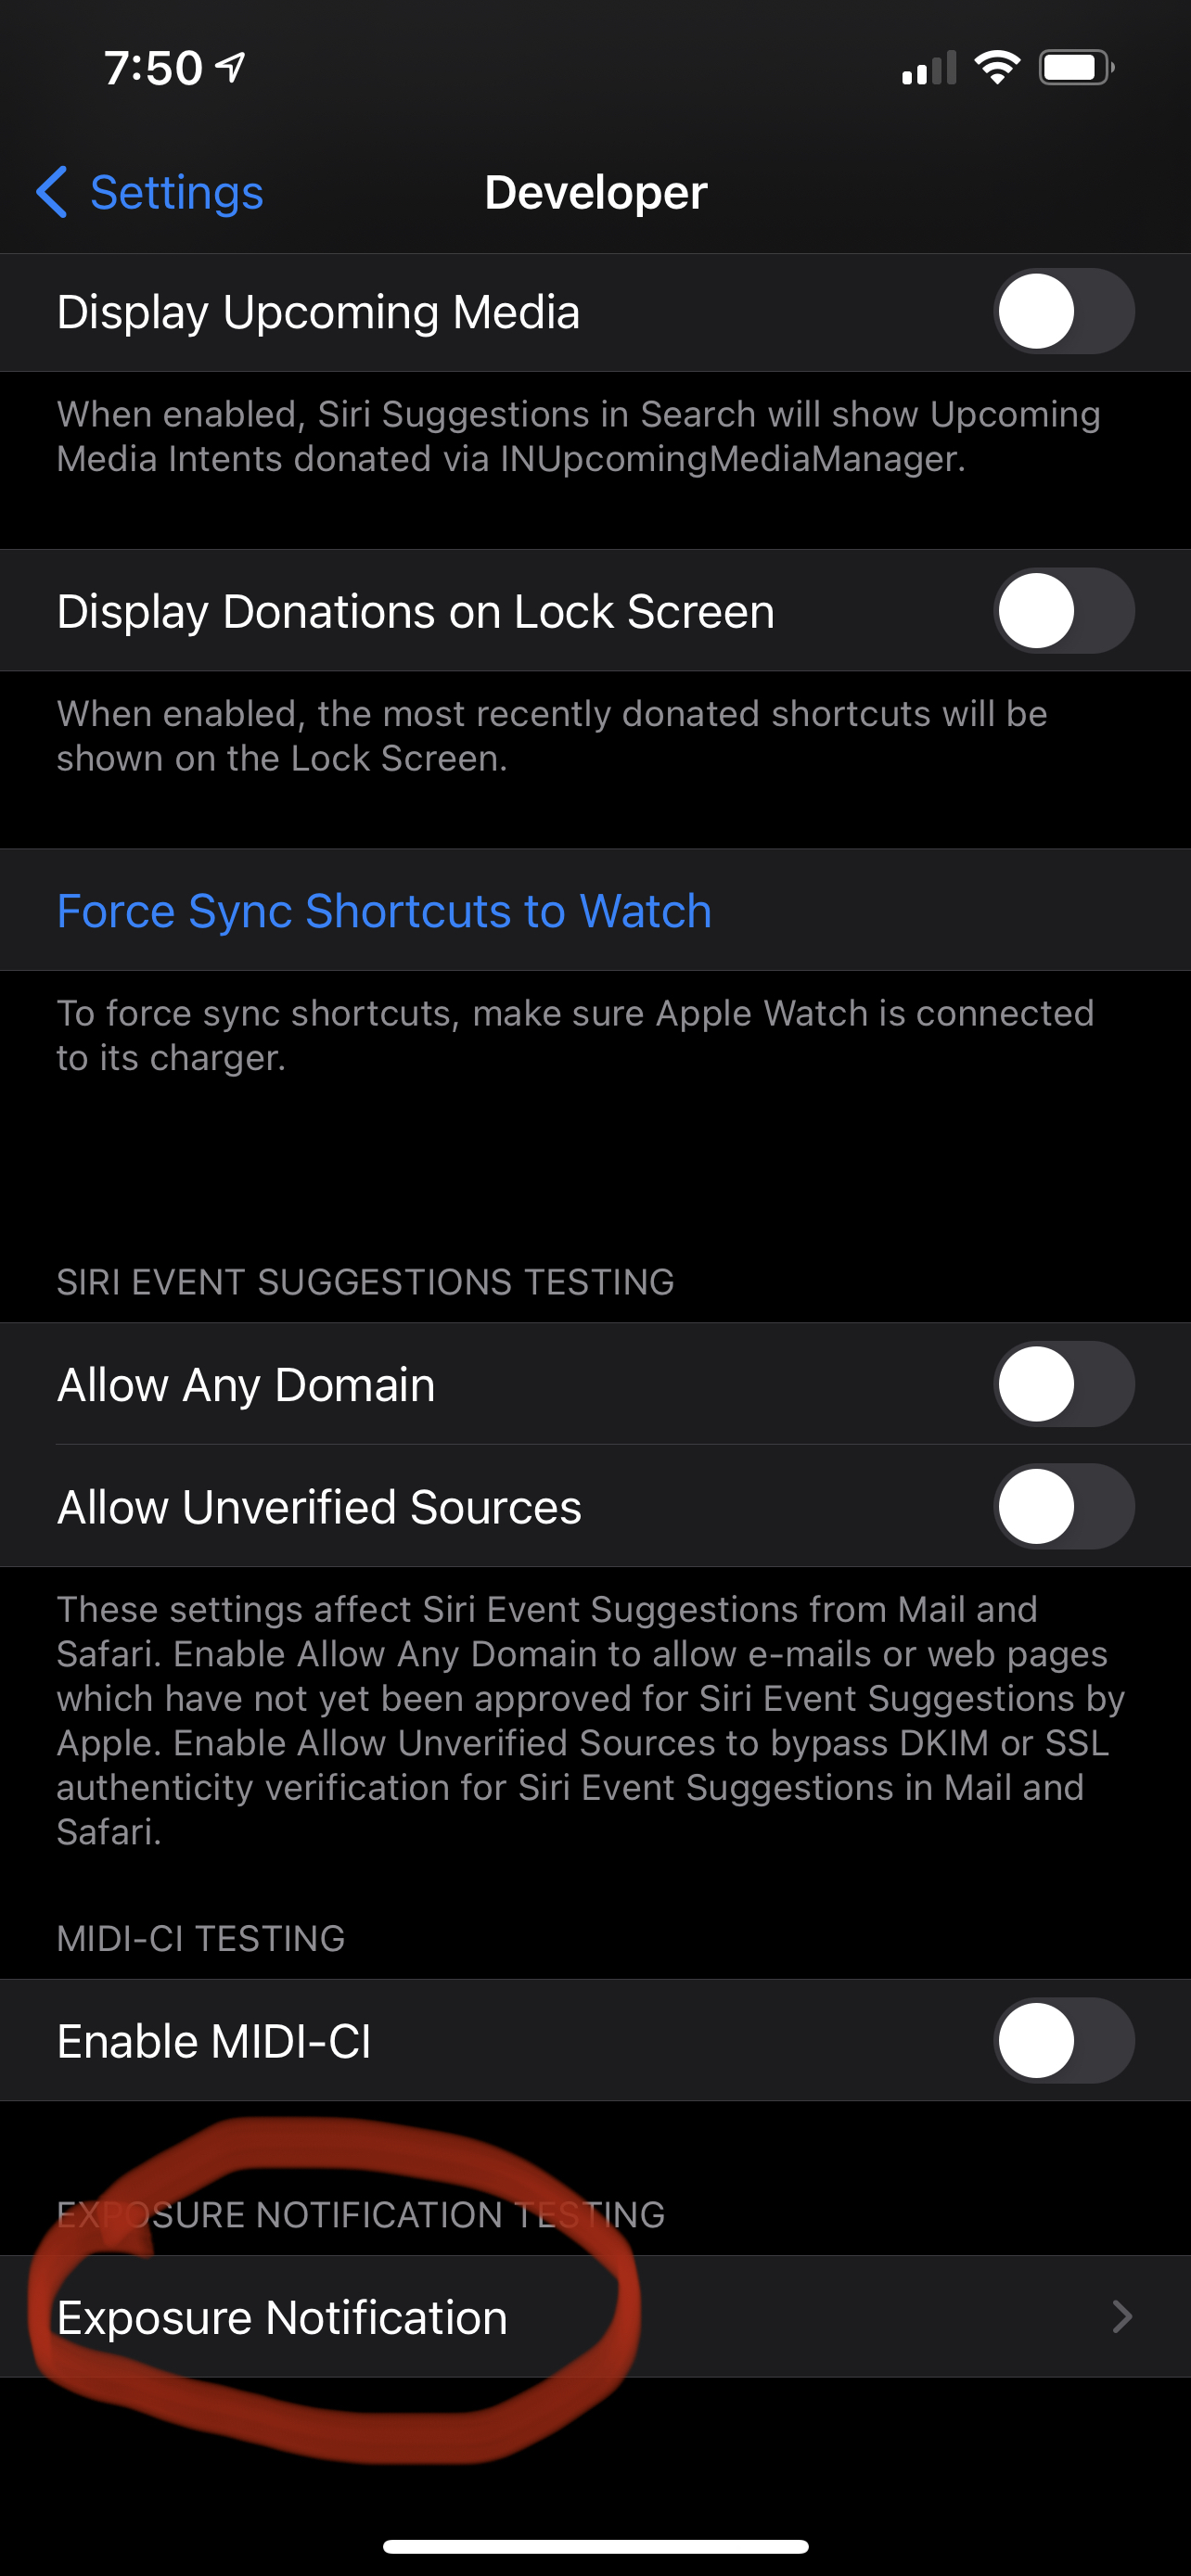 7:50
Settings
Developer
Display Upcoming Media
When enabled, Siri Suggestions in Search will show Upcoming
Media Intents donated via INUpcomingMediaManager.
Display Donations on Lock Screen
When enabled, the most recently donated shortcuts will be
shown on the Lock Screen.
Force Sync Shortcuts to Watch
To force sync shortcuts, make sure Apple Watch is connected
to its charger.
SIRI EVENT SUGGESTIONS TESTING
Allow Any Domain
Allow Unverified Sources
These settings affect Siri Event Suggestions from Mail and
Safari. Enable Allow Any Domain to allow e-mails or web pages
which have not yet been approved for Siri Event Suggestions by
Apple. Enable Allow Unverified Sources to bypass DKIM or SSL
authenticity verification for Siri Event Suggestions in Mail and
Safari.
MIDI-CI TESTING
Enable MIDI-CI
EXPOSURE NOTIFICATION TESTING
Exposure Notification